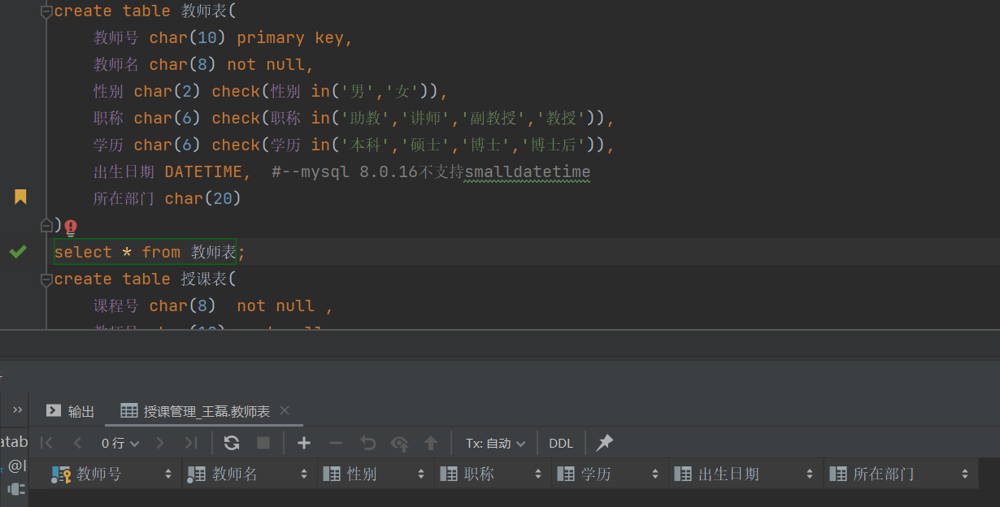 create table 教师表(
教师号 char(10) primary key,
教师名 char(8) not null,
性别 char(2) check(性别 in('男','女')),
职称 char(6) check(职称 in('助教','讲师','副教授','教授')),
学历 char(6) check(学历 in('本科','硕士','博士','博士后')),
出生日期 DATETIME, #--mysql 8.0.16不支持smalldatetime
所在部门 char(20)
)
select * from 教师表;
create table 授课表(
课程号 char(8) not null ,
输出 授课管理_王磊.教师表
atab
0 行 Tx: 自动 DDL
@l
教师号 教师名 性别 职称 学历 出生日期 所在部门